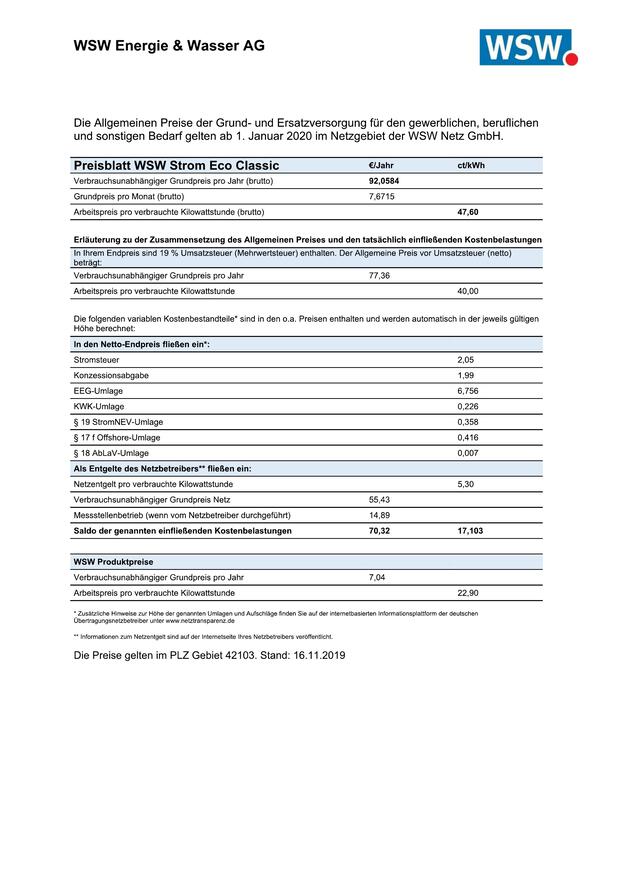 WSW Energie & Wasser AG
WSW.
Die Allgemeinen Preise der Grund- und Ersatzversorgung für den gewerblichen, beruflichen
und sonstigen Bedarf gelten ab 1. Januar 2020 im Netzgebiet der WSW Netz GmbH.
Preisblatt WSW Strom Eco Classic €/Jahr ct/kWh
Verbrauchsunabhängiger Grundpreis pro Jahr (brutto) 92,0584
Grundpreis pro Monat (brutto) 7,6715
Arbeitspreis pro verbrauchte Kilowattstunde (brutto) 47,60
Erläuterung zu der Zusammensetzung des Allgemeinen Preises und den tatsächlich einfließenden Kostenbelastungen
In Ihrem Endpreis sind 19 % Umsatzsteuer (Mehrwertsteuer) enthalten. Der Allgemeine Preis vor Umsatzsteuer (netto)
beträgt:
Verbrauchsunabhängiger Grundpreis pro Jahr 77,36
Arbeitspreis pro verbrauchte Kilowattstunde 40,00
Die folgenden variablen Kostenbestandteile* sind in den o.a. Preisen enthalten und werden automatisch in der jeweils gültigen
Höhe berechnet:
In den Netto-Endpreis fließen ein*:
Stromsteuer 2,05
Konzessionsabgabe 1,99
EEG-Umlage 6,756
KWK-Umlage 0,226
§ 19 StromNEV-Umlage 0,358
§ 17 f Offshore-Umlage 0,416
§ 18 AbLaV-Umlage 0,007
Als Entgelte des Netzbetreibers** fließen ein:
Netzentgelt pro verbrauchte Kilowattstunde 5,30
Verbrauchsunabhängiger Grundpreis Netz 55,43
Messstellenbetrieb (wenn vom Netzbetreiber durchgeführt) 14,89
Saldo der genannten einfließenden Kostenbelastungen 70,32 17,103
WSW Produktpreise
Verbrauchsunabhängiger Grundpreis pro Jahr 7,04
Arbeitspreis pro verbrauchte Kilowattstunde 22,90
* Zusätzliche Hinweise zur Höhe der genannten Umlagen und Aufschläge finden Sie auf der internetbasierten Informationsplattform der deutschen
Übertragungsnetzbetreiber unter www.netztransparenz.de
** Informationen zum Netzentgelt sind auf der Internetseite Ihres Netzbetreibers veröffentlicht.
Die Preise gelten im PLZ Gebiet 42103. Stand: 16.11.2019